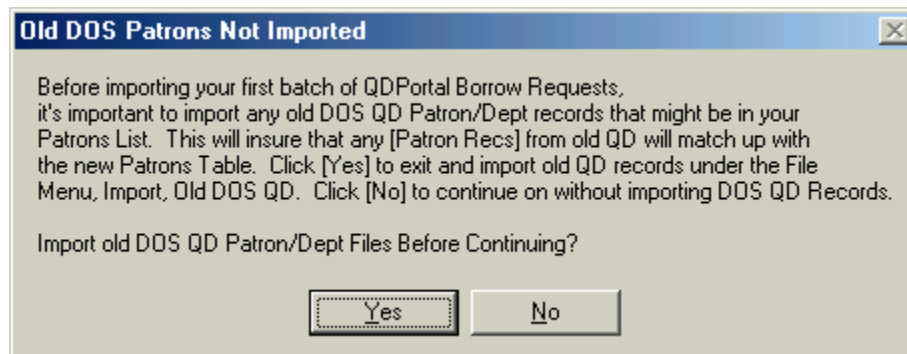 Old DOS Patrons Not Imported
Before importing your first batch of QDPortal Borrow Requests,
it's important to import any old DOS QD Patron/Dept records that might be in your
Patrons List.  This will insure that any [Patron Recs] from old QD will match up with
the new Patrons Table.  Click [Yes] to exit and import old QD records under the File
Menu, Import, Old DOS QD.  Click [No] to continue on without importing DOS QD Records.
Import old DOS QD Patron/Dept Files Before Continuing?
Yes No